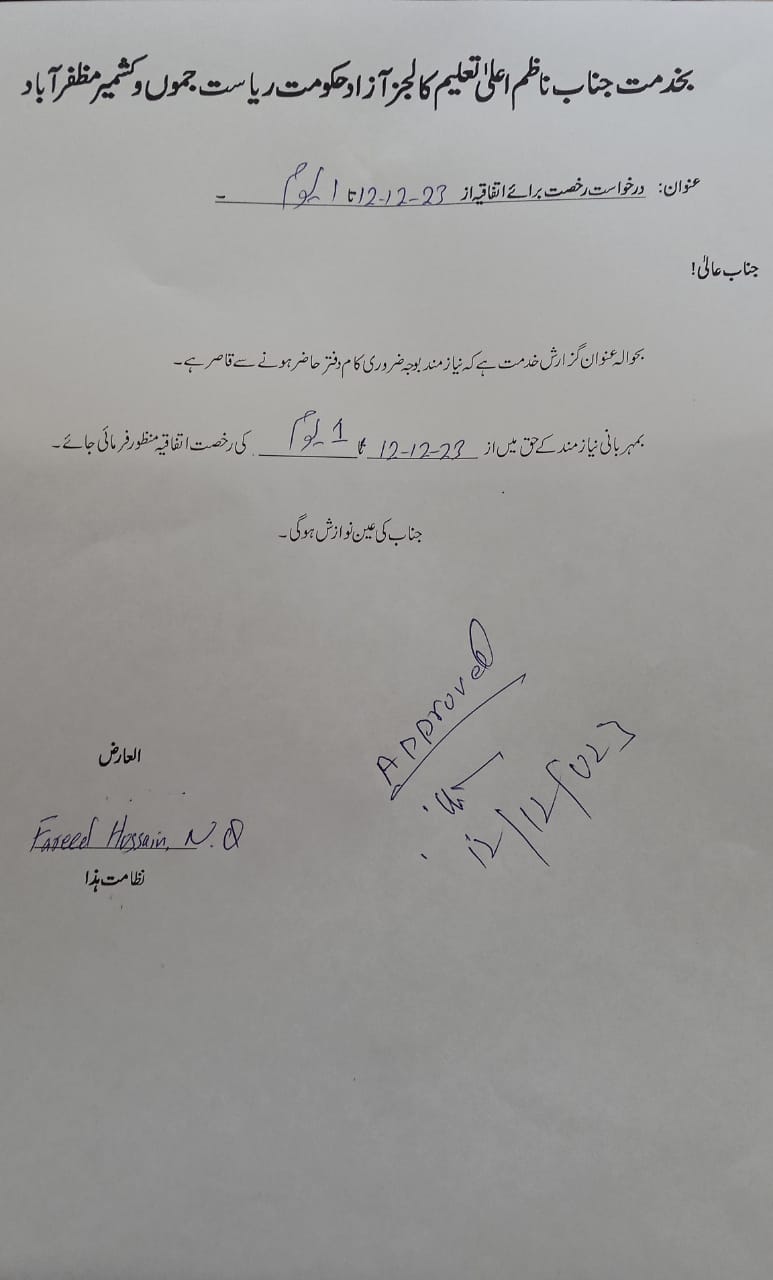 بخدمت جناب ناظم اعلیٰ تعلیم کالجز آزاد حکومت ریاست جموں و کشمیر مظفرآباد
عنوان: درخواست رخصت برائے اتفاقیہ از 12-12-23 تا 1 یوم ۔
جناب عالیٰ!
بحوالہ عنوان گزارش خدمت ہے کہ نیاز مند بوجہ ضروری کام دفتر حاضر ہونے سے قاصر ہے۔
بمہربانی نیاز مند کے حق میں از 12-12-23 تا 1 یوم کی رخصت اتفاقیہ منظور فرمائی جائے۔
جناب کی عین نوازش ہوگی۔
Approved
12/12/023
العارض
Fareed Hossain, N.Q
نظامت ہذا